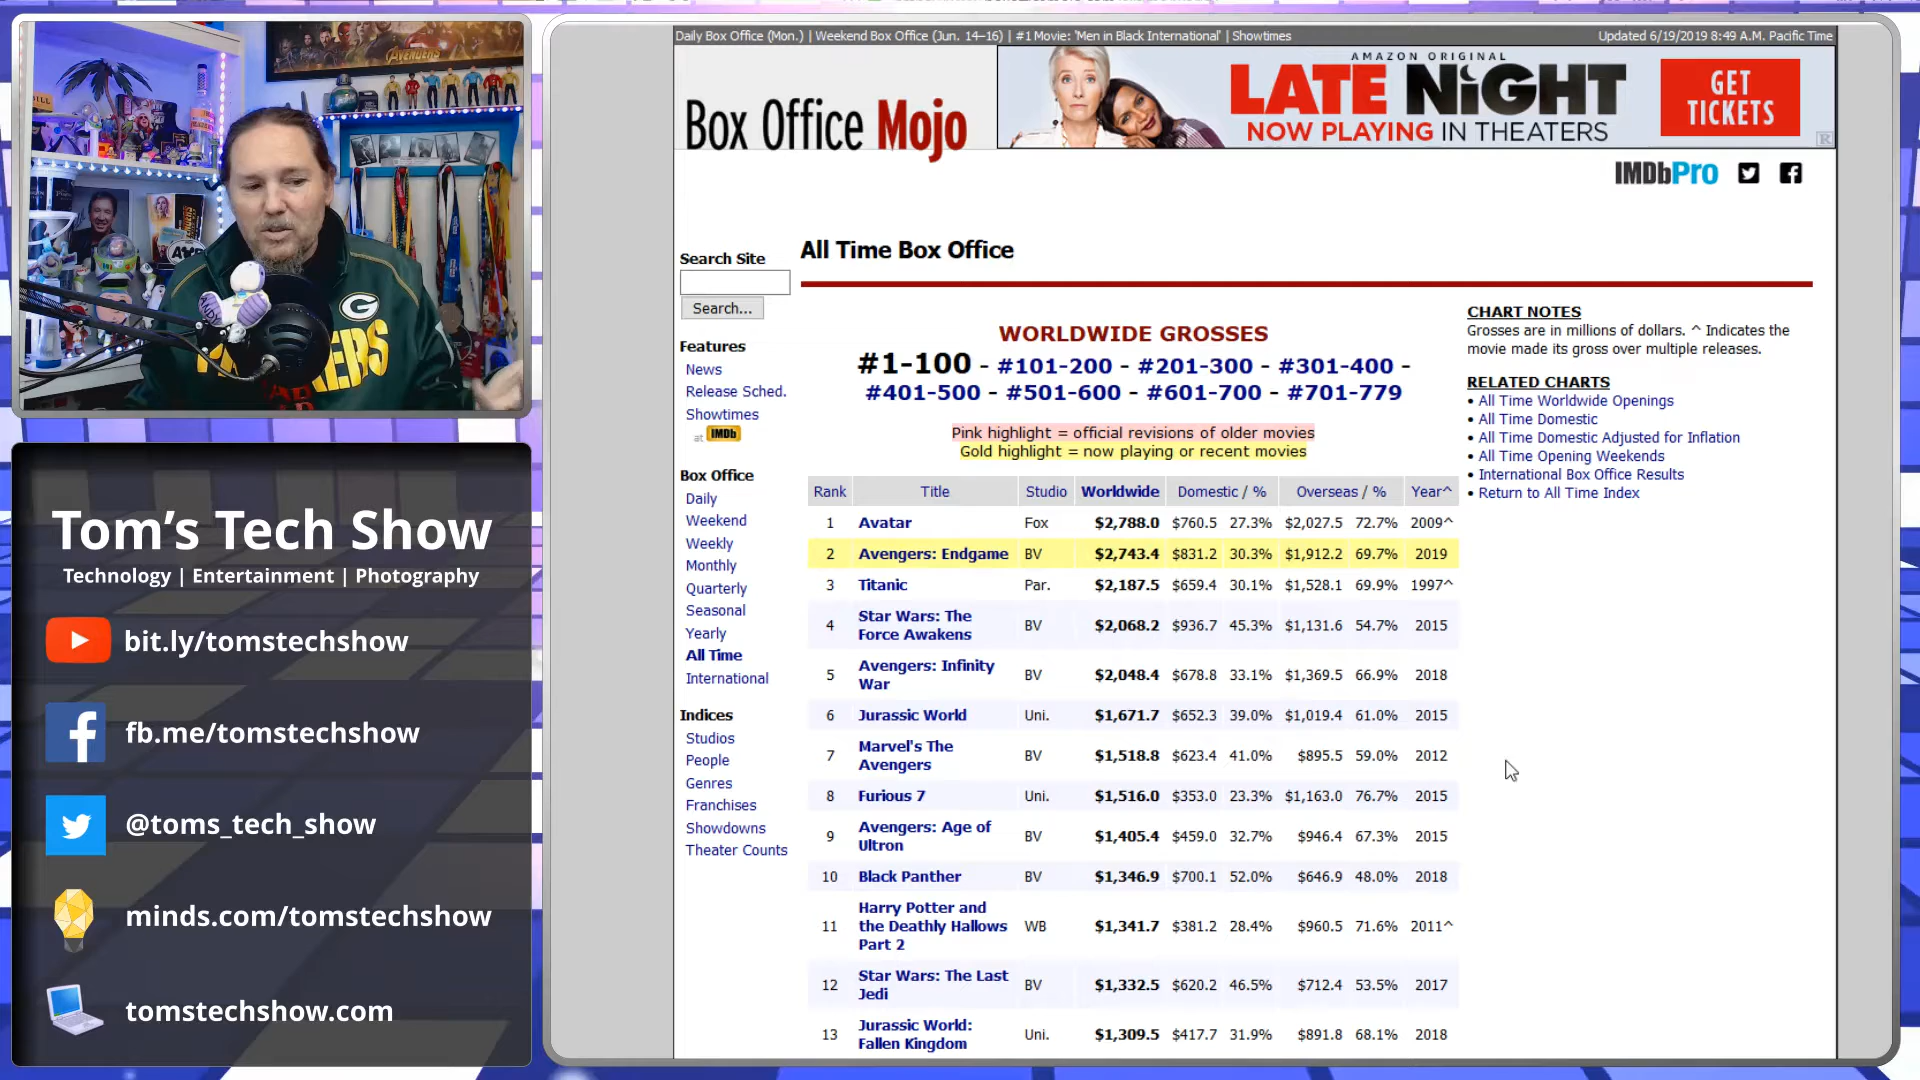 Daily Box Office (Mon.) | Weekend Box Office (Jun. 14–16) | #1 Movie: 'Men in Black International' | Showtimes
Updated 6/19/2019 8:49 A.M. Pacific Time
Box Office Mojo
AMAZON ORIGINAL
LATE NiGHT
NOW PLAYING IN THEATERS
GET
TICKETS
IMDbPro
AVENGERS
ANDY
G
PACKERS
Search Site
Search...
Features
News
Release Sched.
Showtimes
at IMDb
Box Office
Daily
Weekend
Weekly
Monthly
Quarterly
Seasonal
Yearly
All Time
International
Indices
Studios
People
Genres
Franchises
Showdowns
Theater Counts
All Time Box Office
WORLDWIDE GROSSES
#1-100 - #101-200 - #201-300 - #301-400 -
#401-500 - #501-600 - #601-700 - #701-779
Pink highlight = official revisions of older movies
Gold highlight = now playing or recent movies
Rank Title Studio Worldwide Domestic / % Overseas / % Year^
1 Avatar Fox $2,788.0 $760.5 27.3% $2,027.5 72.7% 2009^
2 Avengers: Endgame BV $2,743.4 $831.2 30.3% $1,912.2 69.7% 2019
3 Titanic Par. $2,187.5 $659.4 30.1% $1,528.1 69.9% 1997^
4 Star Wars: The
Force Awakens BV $2,068.2 $936.7 45.3% $1,131.6 54.7% 2015
5 Avengers: Infinity
War BV $2,048.4 $678.8 33.1% $1,369.5 66.9% 2018
6 Jurassic World Uni. $1,671.7 $652.3 39.0% $1,019.4 61.0% 2015
7 Marvel's The
Avengers BV $1,518.8 $623.4 41.0% $895.5 59.0% 2012
8 Furious 7 Uni. $1,516.0 $353.0 23.3% $1,163.0 76.7% 2015
9 Avengers: Age of
Ultron BV $1,405.4 $459.0 32.7% $946.4 67.3% 2015
10 Black Panther BV $1,346.9 $700.1 52.0% $646.9 48.0% 2018
11 Harry Potter and
the Deathly Hallows
Part 2 WB $1,341.7 $381.2 28.4% $960.5 71.6% 2011^
12 Star Wars: The Last
Jedi BV $1,332.5 $620.2 46.5% $712.4 53.5% 2017
13 Jurassic World:
Fallen Kingdom Uni. $1,309.5 $417.7 31.9% $891.8 68.1% 2018
CHART NOTES
Grosses are in millions of dollars. ^ Indicates the
movie made its gross over multiple releases.
RELATED CHARTS
• All Time Worldwide Openings
• All Time Domestic
• All Time Domestic Adjusted for Inflation
• All Time Opening Weekends
• International Box Office Results
• Return to All Time Index
Tom's Tech Show
Technology | Entertainment | Photography
bit.ly/tomstechshow
fb.me/tomstechshow
@toms_tech_show
minds.com/tomstechshow
tomstechshow.com